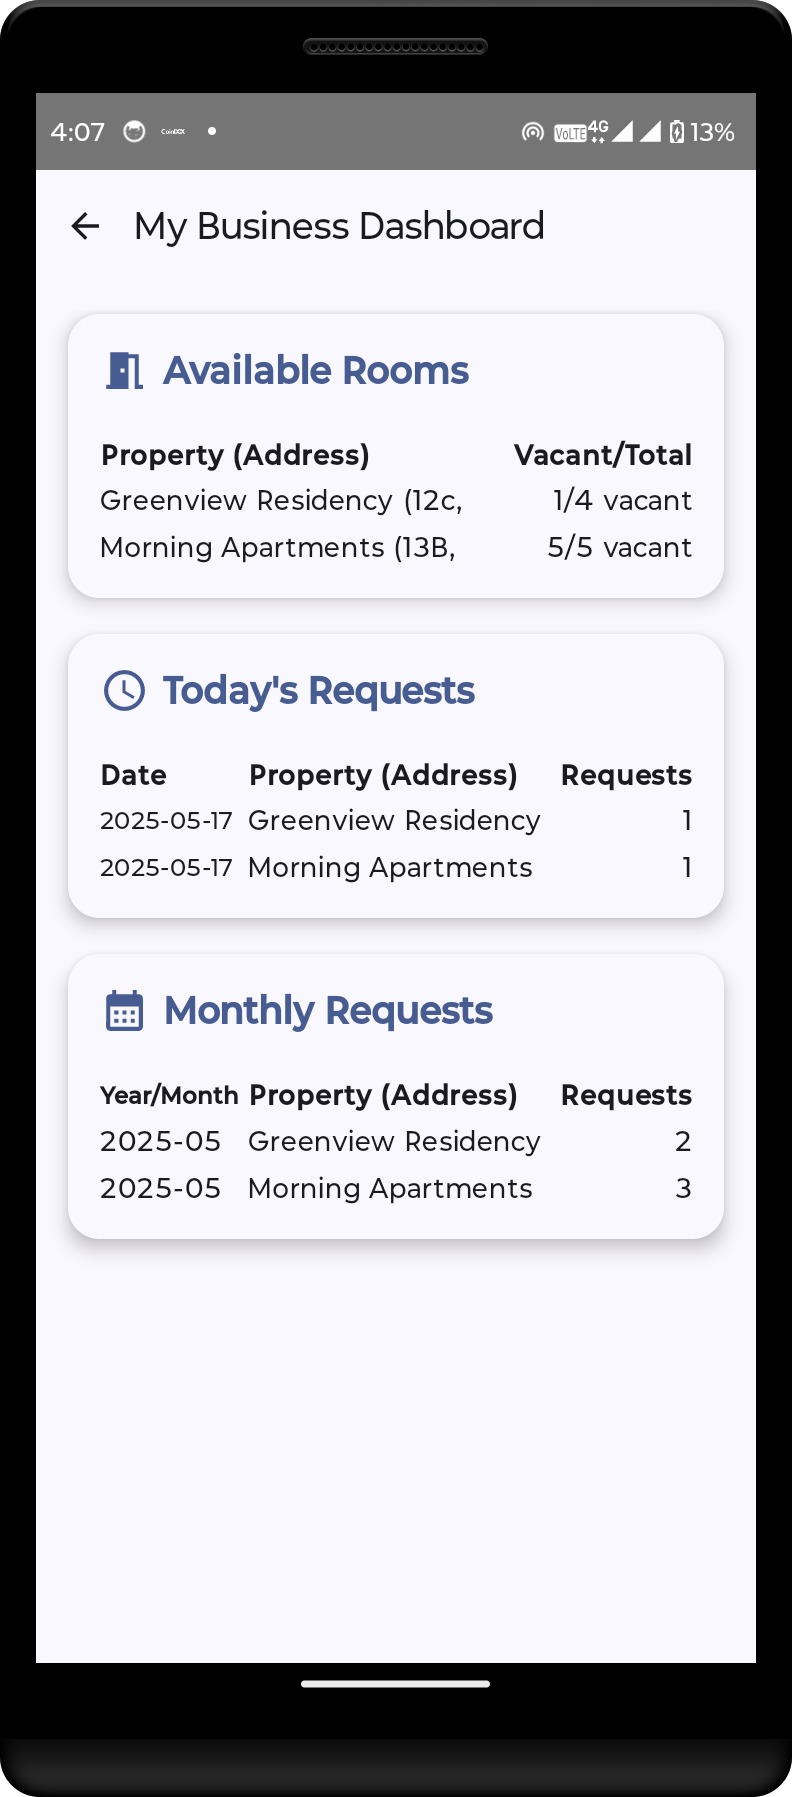 4:07 CoinDCX VoLTE 4G 13%
My Business Dashboard
Available Rooms
Property (Address) Vacant/Total
Greenview Residency (12c, 1/4 vacant
Morning Apartments (13B, 5/5 vacant
Today's Requests
Date Property (Address) Requests
2025-05-17 Greenview Residency 1
2025-05-17 Morning Apartments 1
Monthly Requests
Year/Month Property (Address) Requests
2025-05 Greenview Residency 2
2025-05 Morning Apartments 3